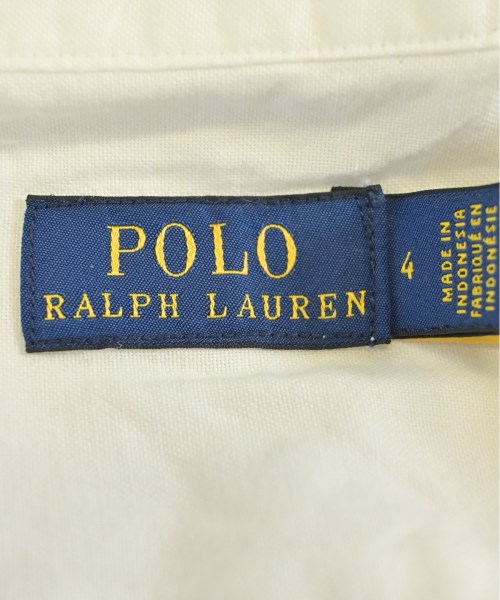 POLO
RALPH LAUREN
4
MADE IN
INDONESIA
FABRIQUÉ EN
INDONÉSIE